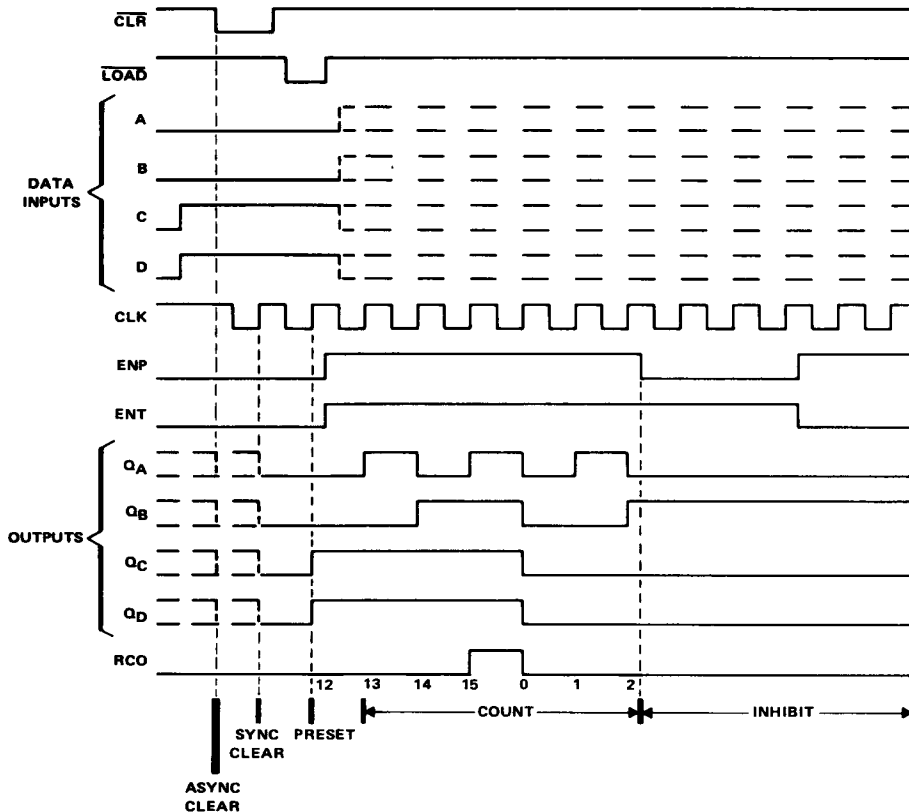 CLR
LOAD
A
B
DATA
INPUTS
C
D
CLK
ENP
ENT
QA
QB
OUTPUTS
QC
QD
RCO
12 13 14 15 0 1 2
SYNC PRESET COUNT INHIBIT
CLEAR
ASYNC
CLEAR